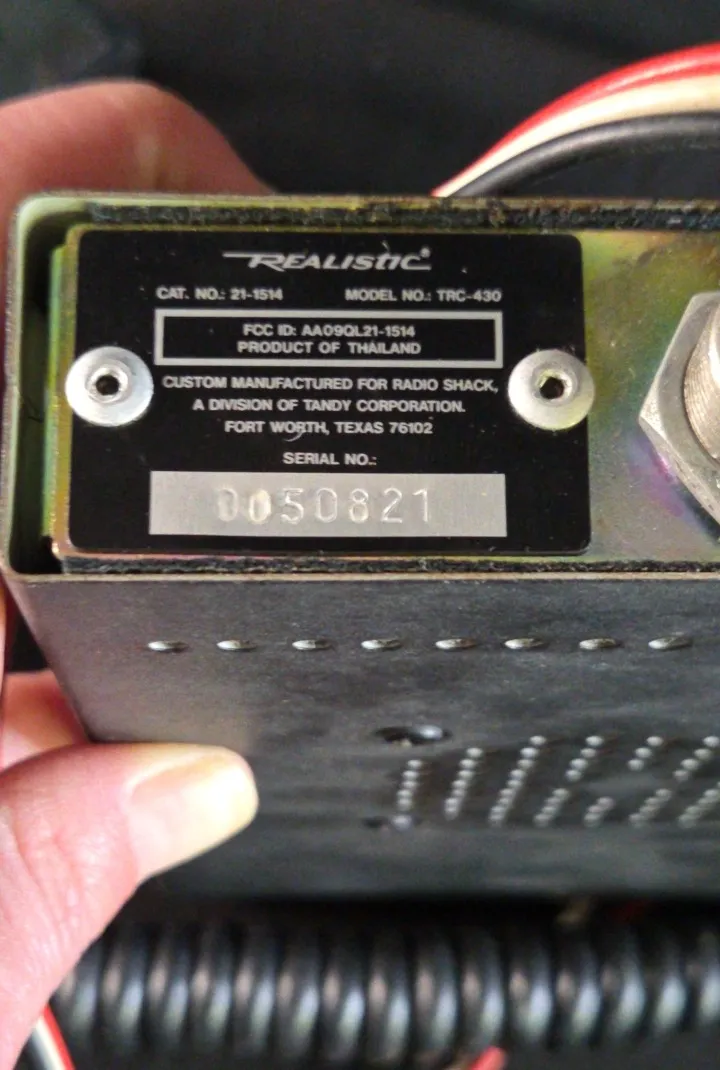 REALISTIC®
CAT. NO.: 21-1514 MODEL NO.: TRC-430
FCC ID: AAO9QL21-1514
PRODUCT OF THAILAND
CUSTOM MANUFACTURED FOR RADIO SHACK,
A DIVISION OF TANDY CORPORATION.
FORT WORTH, TEXAS 76102
SERIAL NO.:
0050821